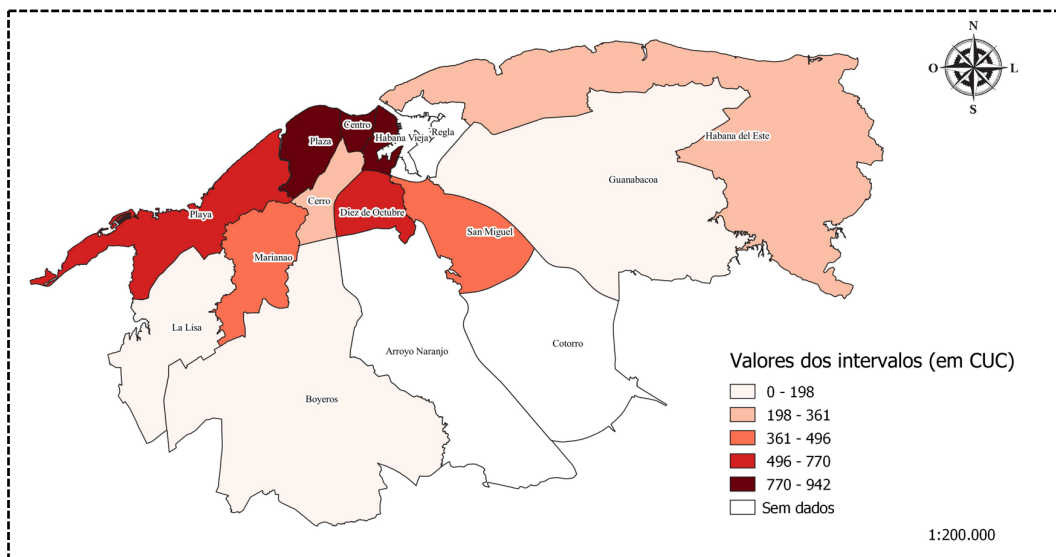 N
O
L
S
Centro
Habana Vieja
Regla
Plaza
Habana del Este
Guanabacoa
Cerro
Playa
Diez de Octubre
San Miguel
Marianao
La Lisa
Arroyo Naranjo
Cotorro
Boyeros
Valores dos intervalos (em CUC)
0 - 198
198 - 361
361 - 496
496 - 770
770 - 942
Sem dados
1:200.000